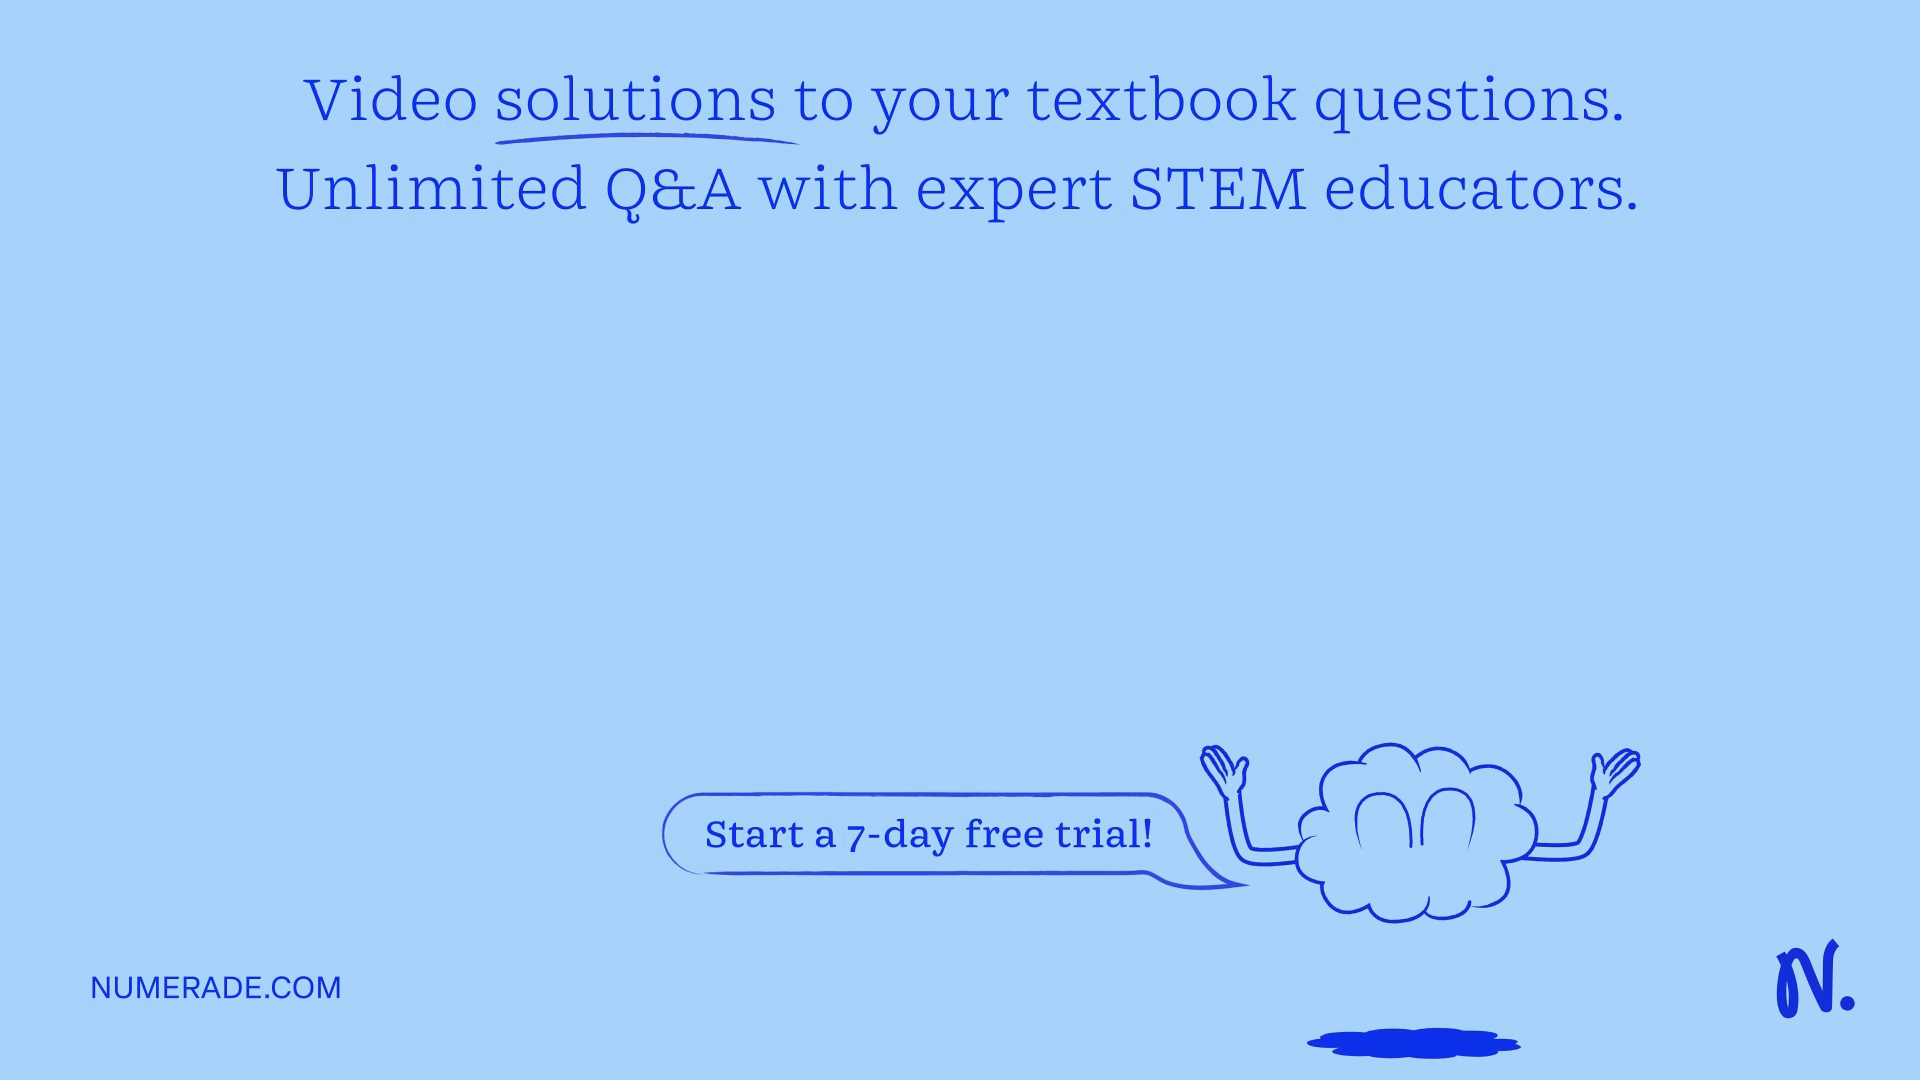 Video solutions to your textbook questions.
Unlimited Q&A with expert STEM educators.
Start a 7-day free trial!
NUMERADE.COM
N.